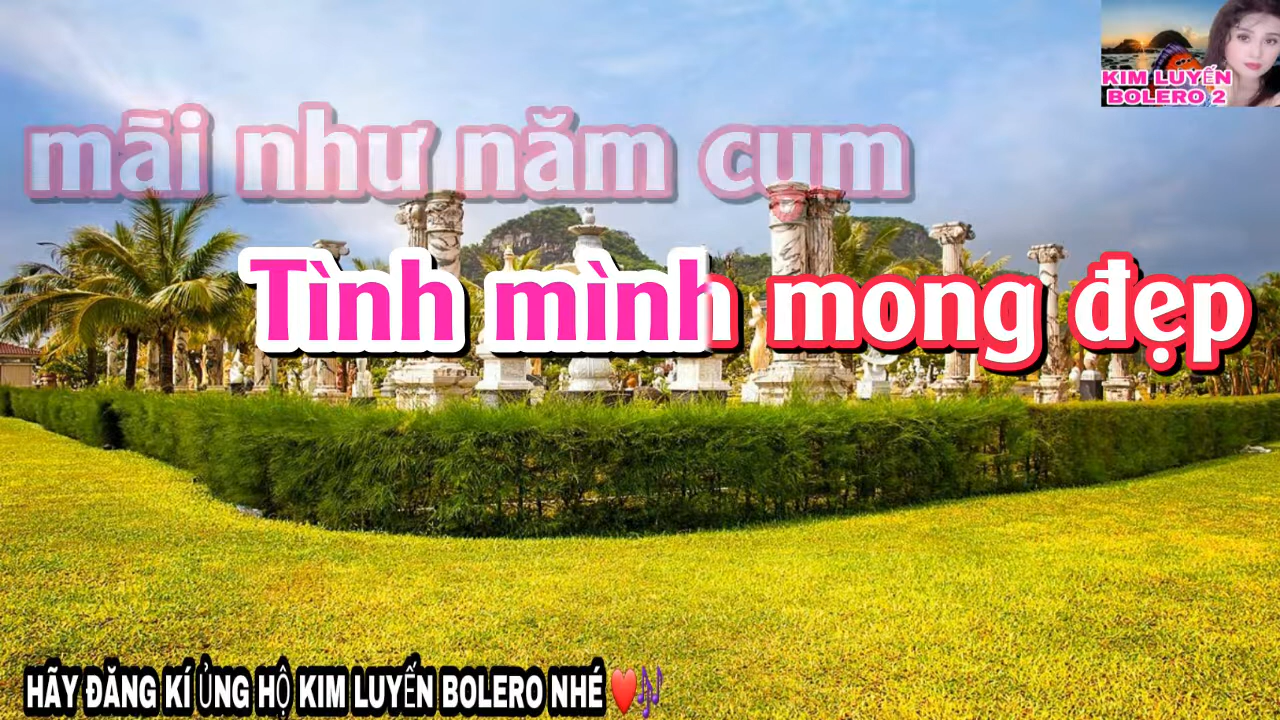 KIM LUYẾN
BOLERO 2
mãi như năm cụm
Tình mình mong đẹp
HÃY ĐĂNG KÍ ỦNG HỘ KIM LUYẾN BOLERO NHÉ ❤️🎶